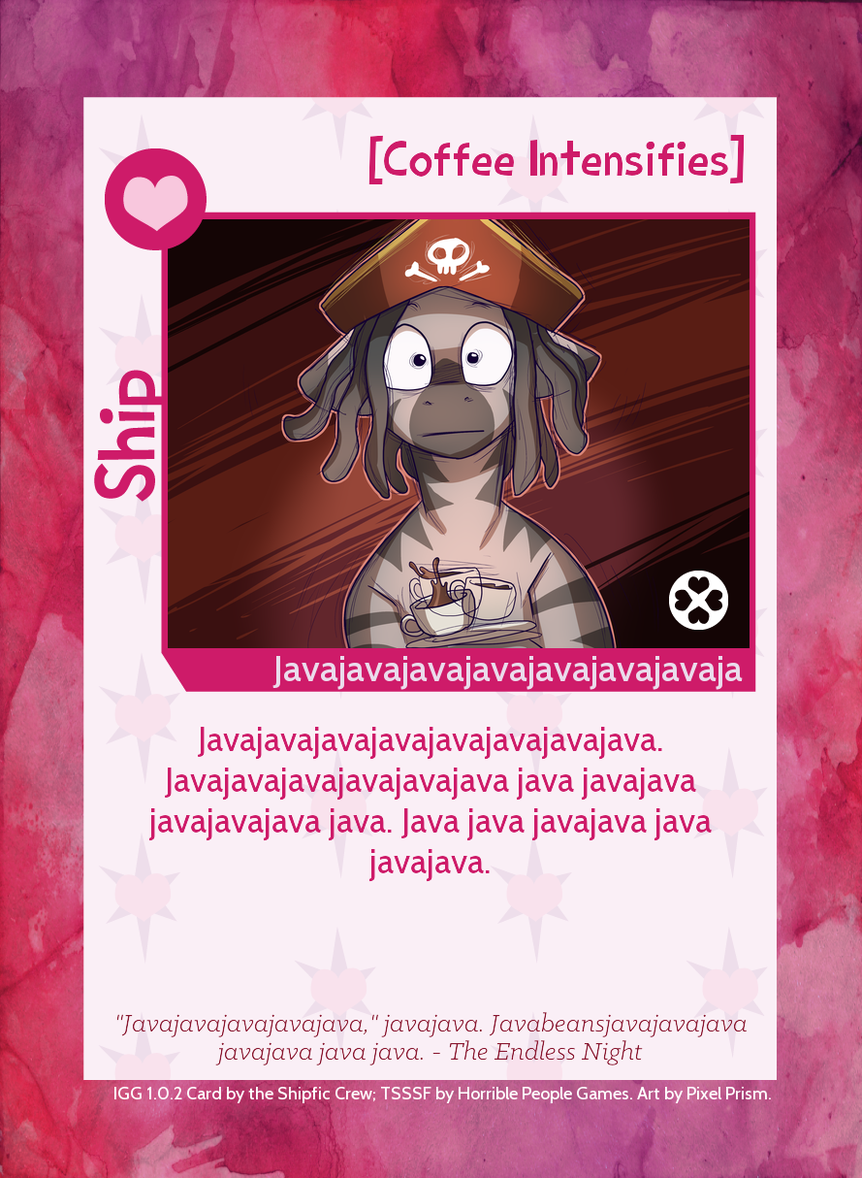 [Coffee Intensifies]
Ship
Javajavajavajavajavajavajavaja
Javajavajavajavajavajavajavajava.
Javajavajavajavajavajava java javajava
javajavajava java. Java java javajava java
javajava.
"Javajavajavajavajava," javajava. Javabeansjavajavajava
javajava java java. - The Endless Night
IGG 1.0.2 Card by the Shipfic Crew; TSSSF by Horrible People Games. Art by Pixel Prism.